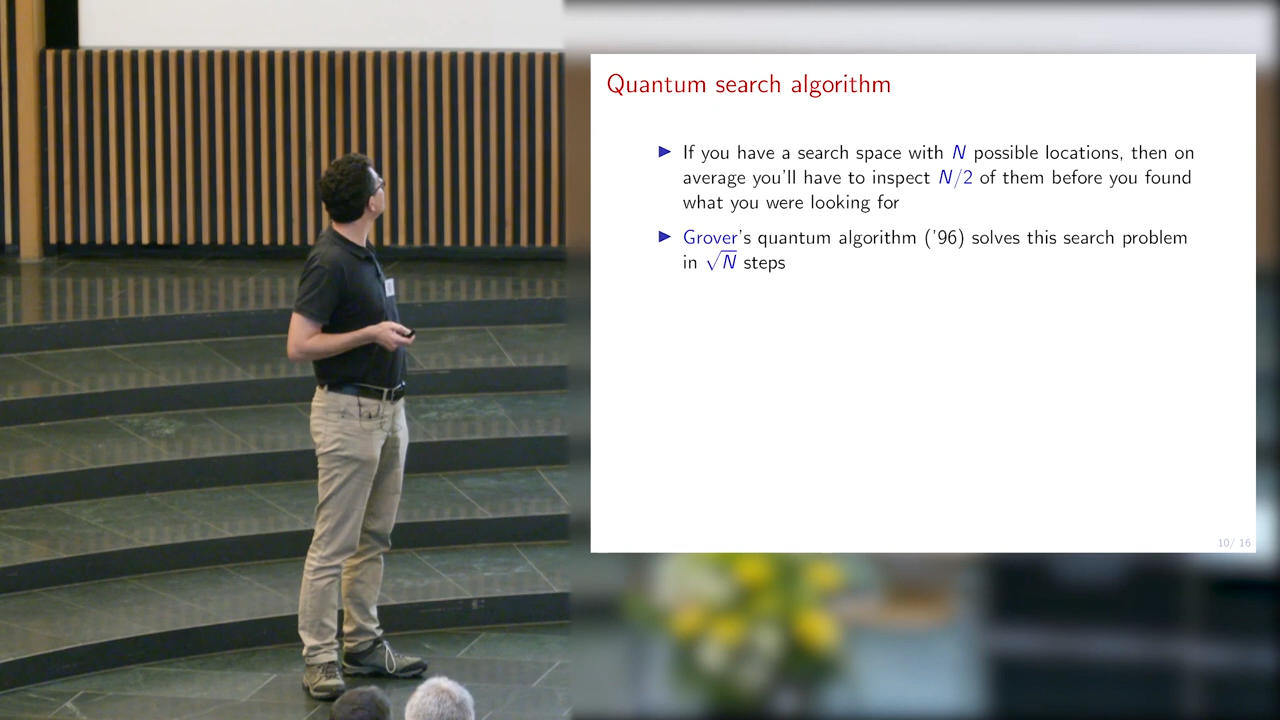 Quantum search algorithm
▶ If you have a search space with N possible locations, then on
average you'll have to inspect N/2 of them before you found
what you were looking for
▶ Grover's quantum algorithm ('96) solves this search problem
in √N steps
10/ 16